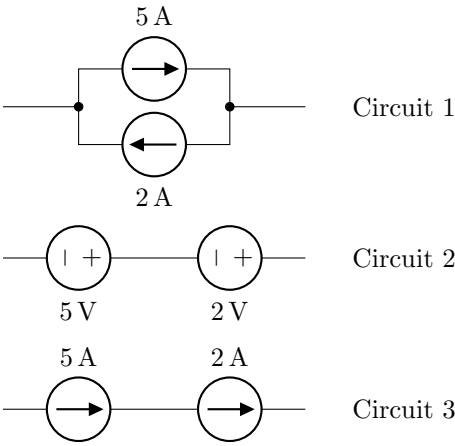 5 A
Circuit 1
2 A
− + − + Circuit 2
5 V 2 V
5 A 2 A
Circuit 3